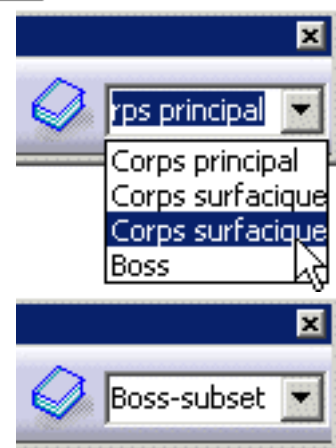 rps principal
Corps principal
Corps surfacique
Corps surfacique
Boss
Boss-subset